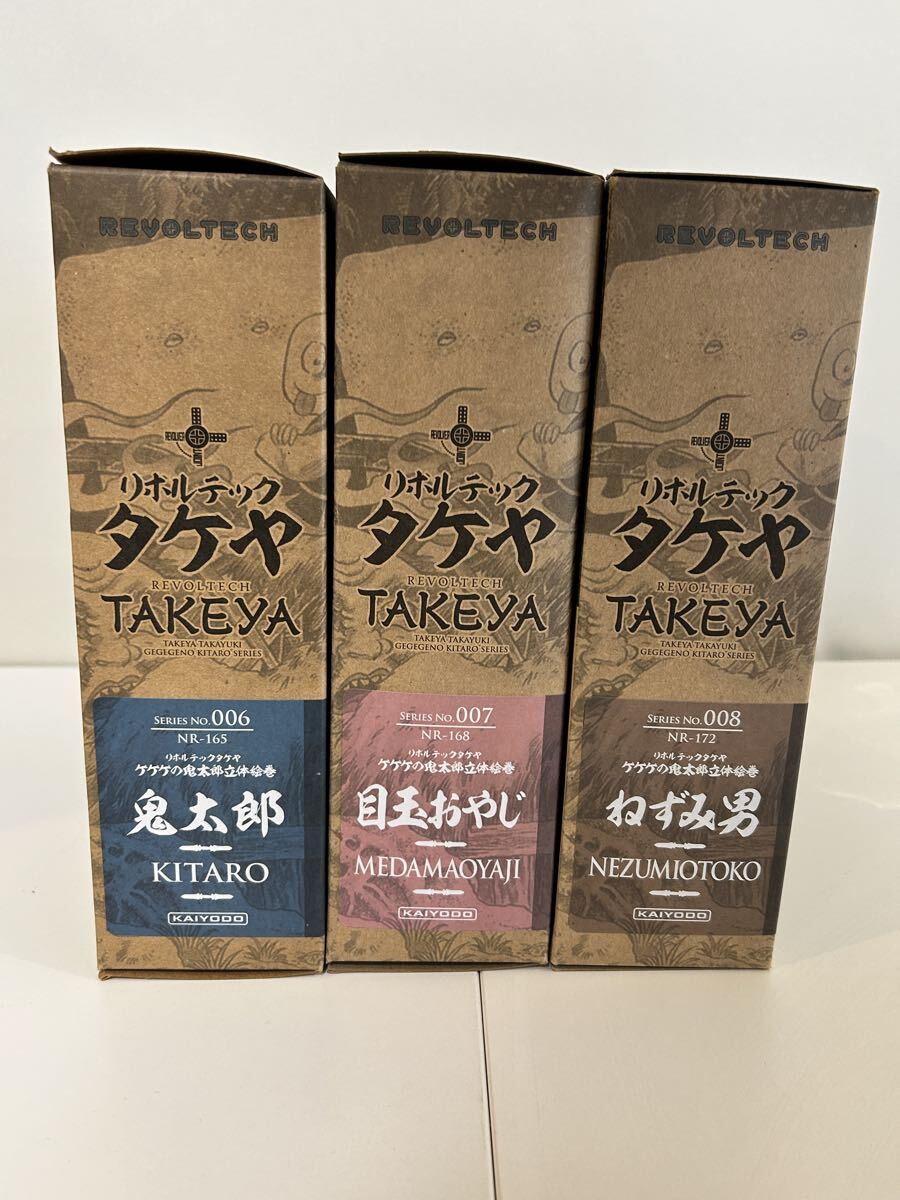 REVOLTECH
REVOLVER
リボルテック
タケヤ
REVOLTECH
TAKEYA
TAKEYA TAKAYUKI
GEGEGENO KITARO SERIES
SERIES NO.006
NR-165
リボルテックタケヤ
ゲゲゲの鬼太郎立体絵巻
鬼太郎
KITARO
KAIYODO
REVOLTECH
REVOLVER
リボルテック
タケヤ
REVOLTECH
TAKEYA
TAKEYA TAKAYUKI
GEGEGENO KITARO SERIES
SERIES NO.007
NR-168
リボルテックタケヤ
ゲゲゲの鬼太郎立体絵巻
目玉おやじ
MEDAMAOYAJI
KAIYODO
REVOLTECH
REVOLVER
リボルテック
タケヤ
REVOLTECH
TAKEYA
TAKEYA TAKAYUKI
GEGEGENO KITARO SERIES
SERIES NO.008
NR-172
リボルテックタケヤ
ゲゲゲの鬼太郎立体絵巻
ねずみ男
NEZUMIOTOKO
KAIYODO